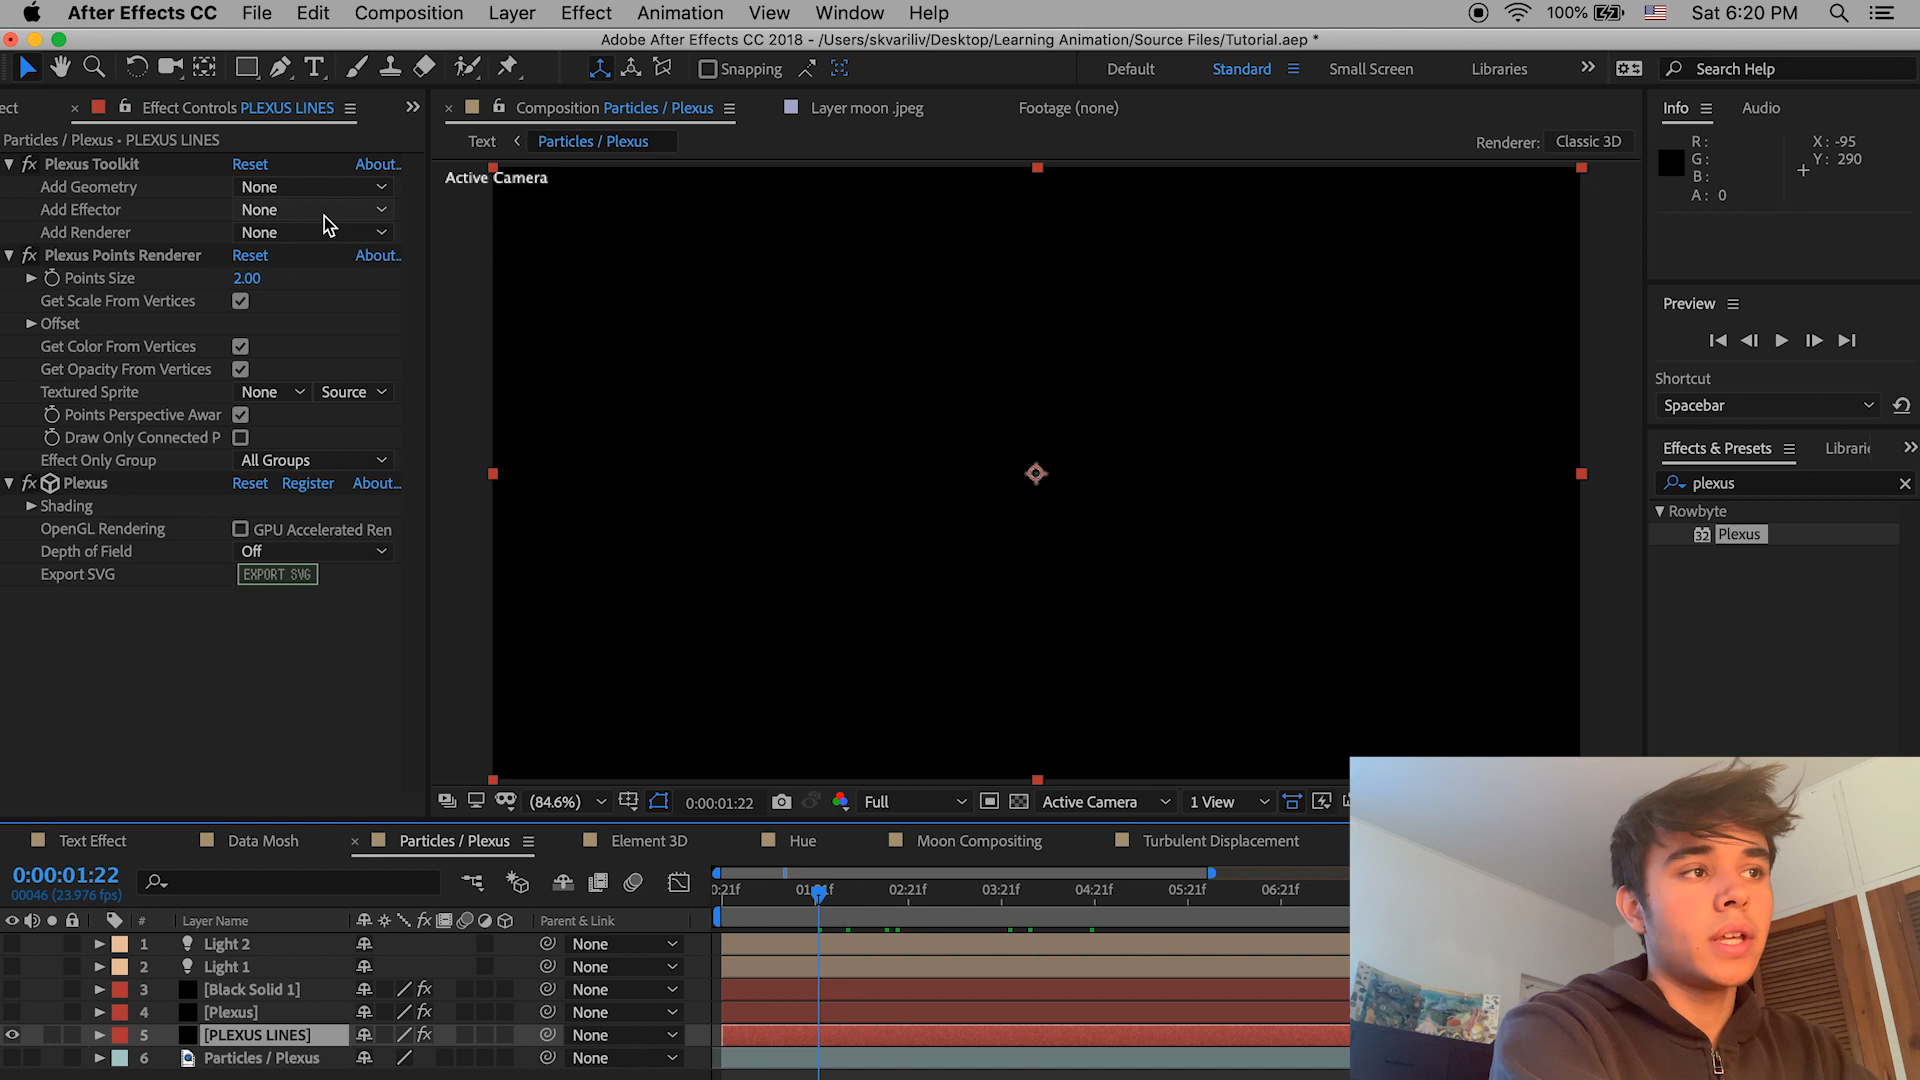 After Effects CC File Edit Composition Layer Effect Animation View Window Help 100% Sat 6:20 PM
Adobe After Effects CC 2018 - /Users/skvariliv/Desktop/Learning Animation/Source Files/Tutorial.aep *
Snapping Default Standard Small Screen Libraries Search Help
ect Effect Controls PLEXUS LINES Composition Particles / Plexus Layer moon .jpeg Footage (none) Info Audio
Particles / Plexus • PLEXUS LINES Text Particles / Plexus Renderer: Classic 3D
R: X: -95
G: Y: 290
B:
A: 0
Active Camera
Plexus Toolkit Reset About..
Add Geometry None
Add Effector None
Add Renderer None
Plexus Points Renderer Reset About..
Points Size 2.00
Get Scale From Vertices
Offset
Get Color From Vertices
Get Opacity From Vertices
Textured Sprite None Source
Points Perspective Awar
Draw Only Connected P
Effect Only Group All Groups
Plexus Reset Register About...
Shading
OpenGL Rendering GPU Accelerated Ren
Depth of Field Off
Export SVG EXPORT SVG
Preview
Shortcut
Spacebar
Effects & Presets Librari
plexus
Rowbyte
32 Plexus
(84.6%) 0:00:01:22 Full Active Camera 1 View
Text Effect Data Mosh Particles / Plexus Element 3D Hue Moon Compositing Turbulent Displacement
0:00:01:22
00046 (23.976 fps)
02:21f 03:21f 04:21f 05:21f 06:21f
# Layer Name fx Parent & Link
1 Light 2 None
2 Light 1 None
3 [Black Solid 1] fx None
4 [Plexus] fx None
5 [PLEXUS LINES] fx None
6 Particles / Plexus None